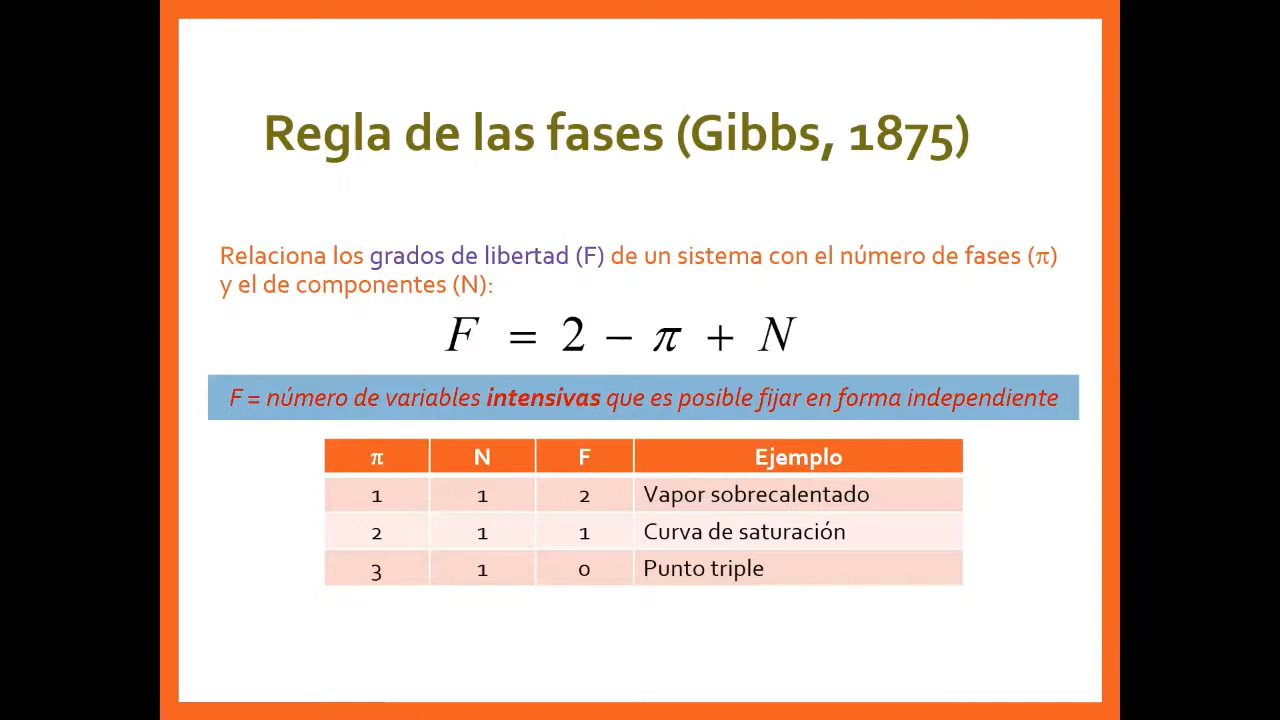 Regla de las fases (Gibbs, 1875)
Relaciona los grados de libertad (F) de un sistema con el número de fases (π)
y el de componentes (N):
F = 2 − π + N
F = número de variables intensivas que es posible fijar en forma independiente
π N F Ejemplo
1 1 2 Vapor sobrecalentado
2 1 1 Curva de saturación
3 1 0 Punto triple